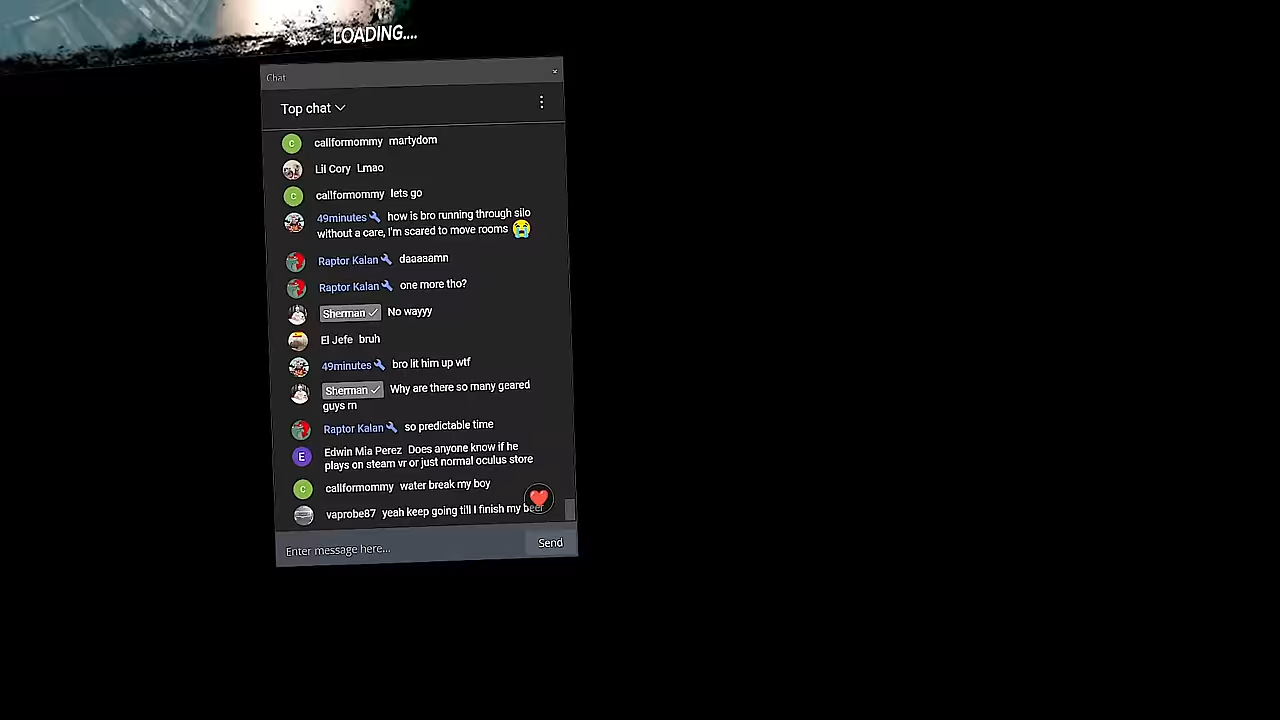 LOADING....
Chat ×
Top chat
C callformommy martydom
Lil Cory Lmao
C callformommy lets go
49minutes how is bro running through silo
without a care, I'm scared to move rooms 😭
Raptor Kalan daaaaamn
Raptor Kalan one more tho?
Sherman ✓ No wayyy
El Jefe bruh
49minutes bro lit him up wtf
Sherman ✓ Why are there so many geared
guys rn
Raptor Kalan so predictable time
E Edwin Mia Perez Does anyone know if he
plays on steam vr or just normal oculus store
C callformommy water break my boy
vaprobe87 yeah keep going till I finish my beer
Enter message here... Send